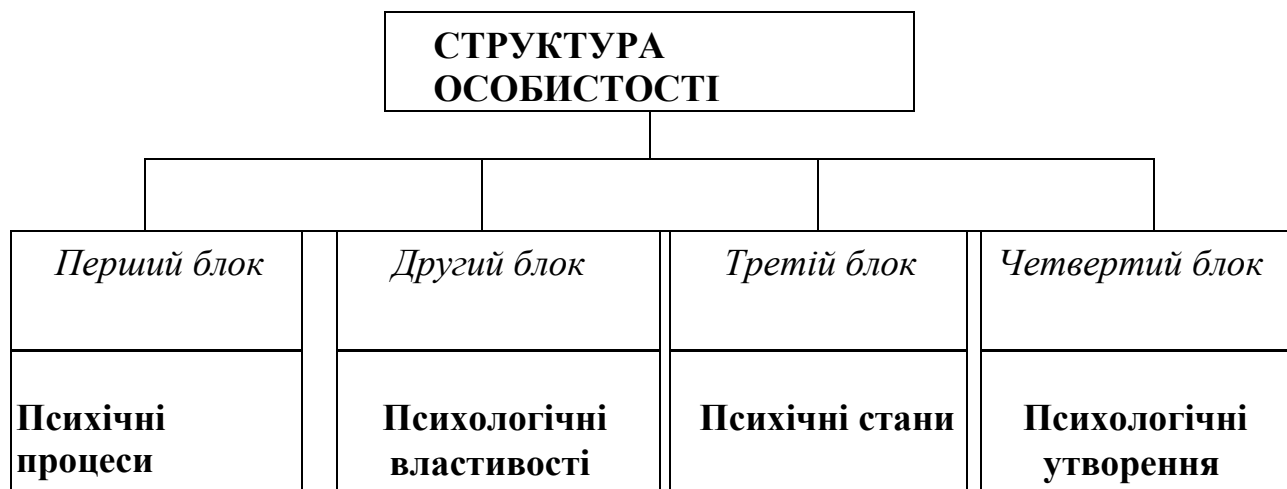 СТРУКТУРА
ОСОБИСТОСТІ
Перший блок
Другий блок
Третій блок
Четвертий блок
Психічні
процеси
Психологічні
властивості
Психічні стани
Психологічні
утворення